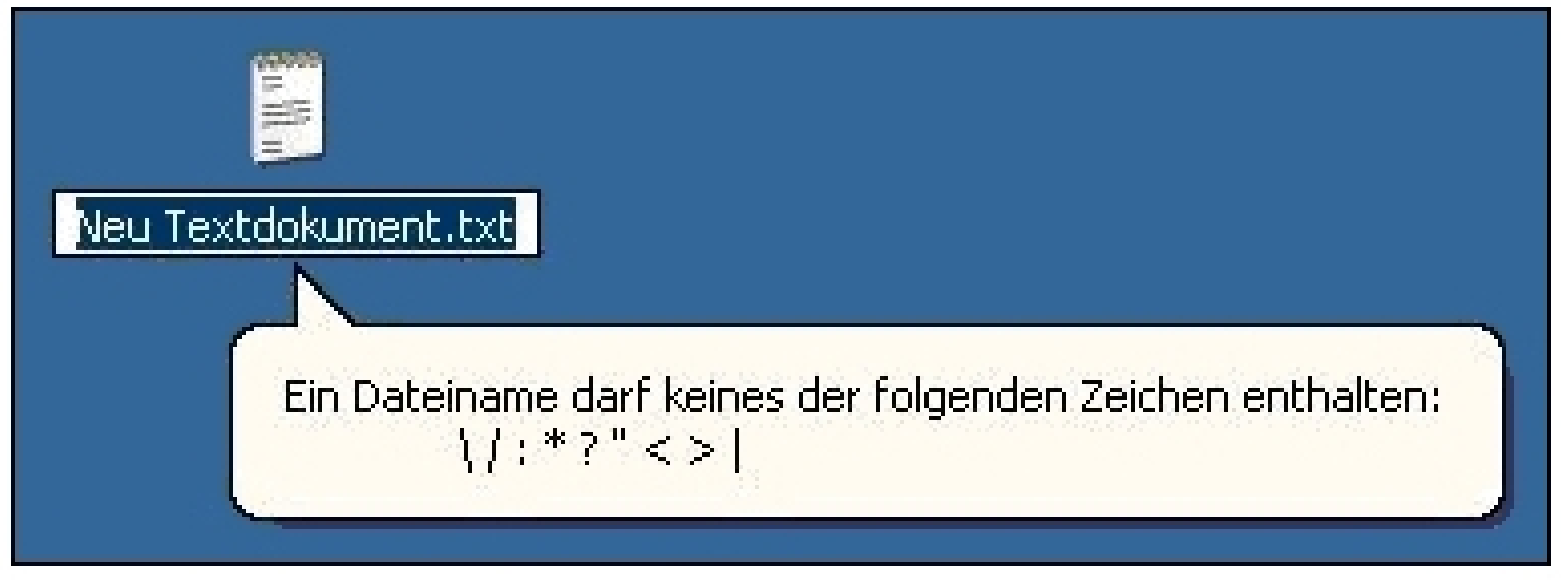 Neu Textdokument.txt
Ein Dateiname darf keines der folgenden Zeichen enthalten:
\ / : * ? " < > |